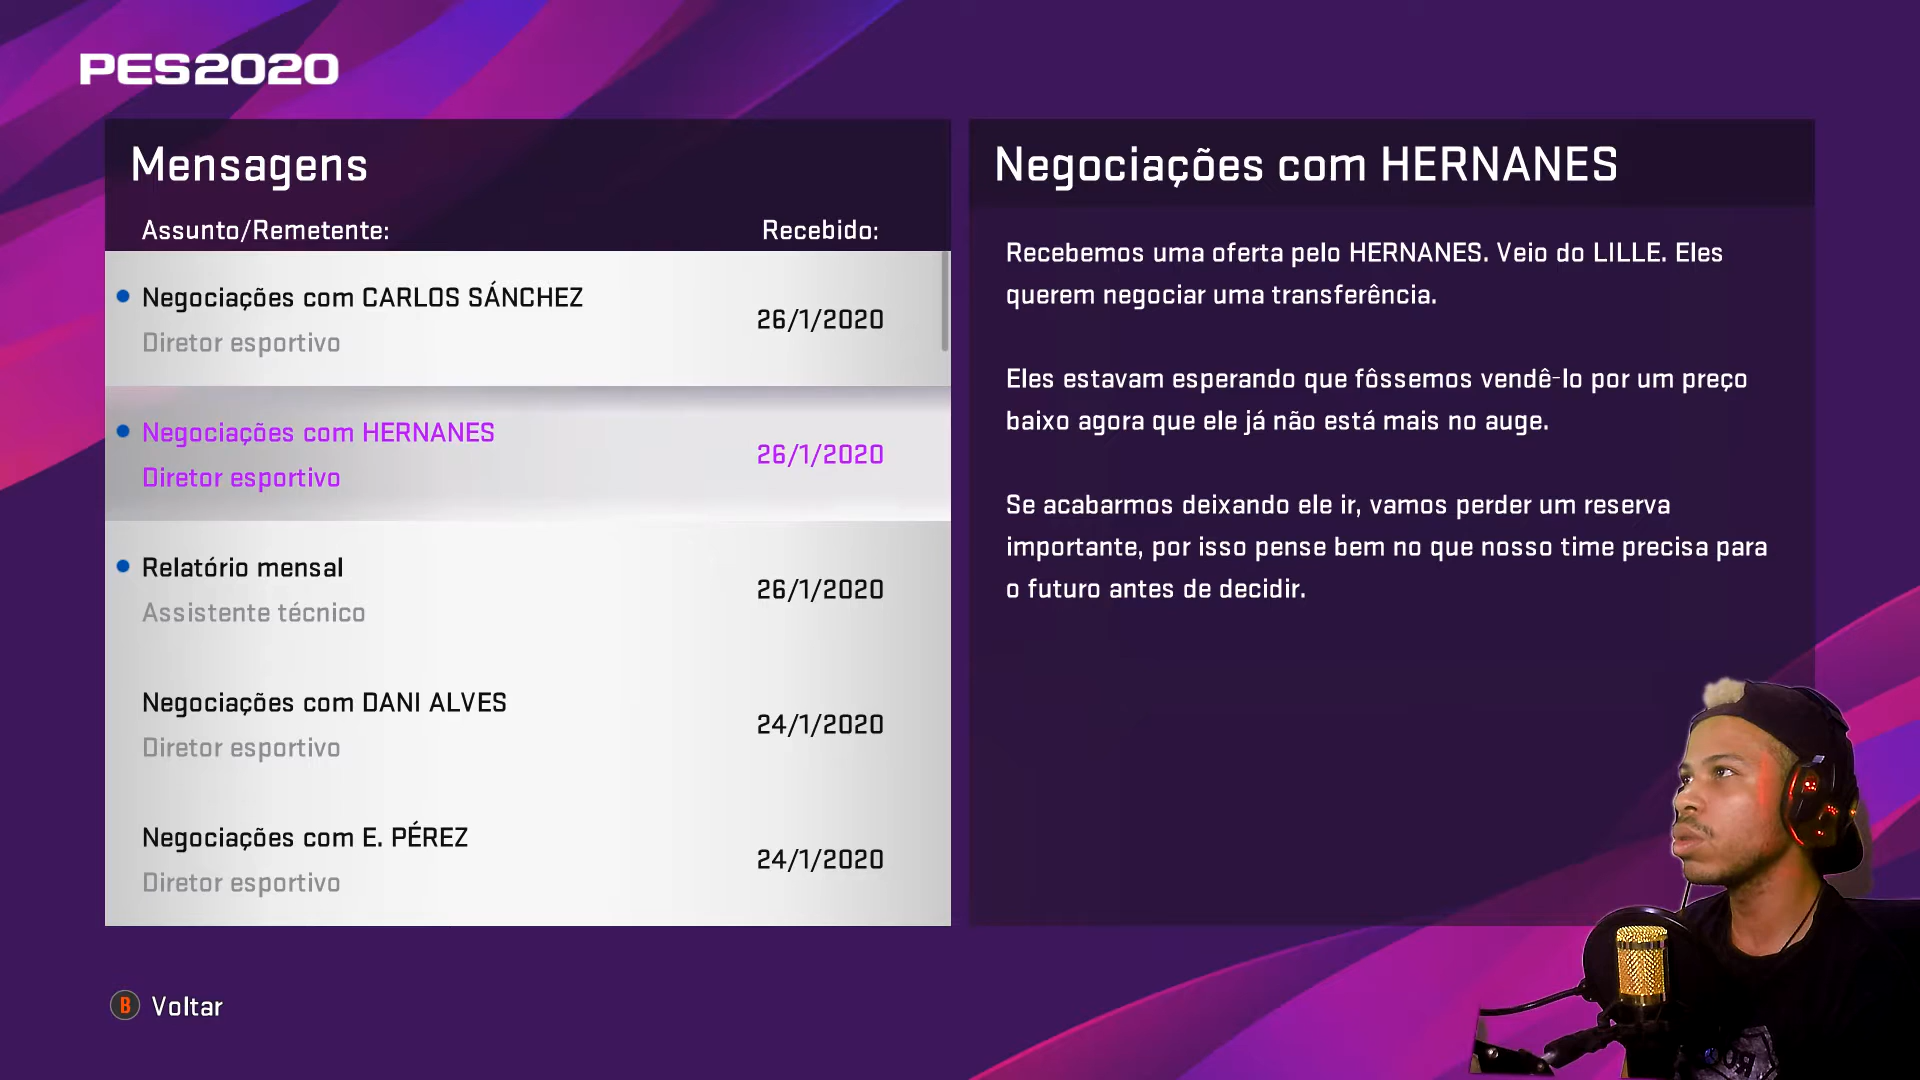 PES2020
Mensagens
Assunto/Remetente:
Recebido:
Negociações com CARLOS SÁNCHEZ
Diretor esportivo
26/1/2020
Negociações com HERNANES
Diretor esportivo
26/1/2020
Relatório mensal
Assistente técnico
26/1/2020
Negociações com DANI ALVES
Diretor esportivo
24/1/2020
Negociações com E. PÉREZ
Diretor esportivo
24/1/2020
Negociações com HERNANES
Recebemos uma oferta pelo HERNANES. Veio do LILLE. Eles
querem negociar uma transferência.
Eles estavam esperando que fôssemos vendê-lo por um preço
baixo agora que ele já não está mais no auge.
Se acabarmos deixando ele ir, vamos perder um reserva
importante, por isso pense bem no que nosso time precisa para
o futuro antes de decidir.
B Voltar